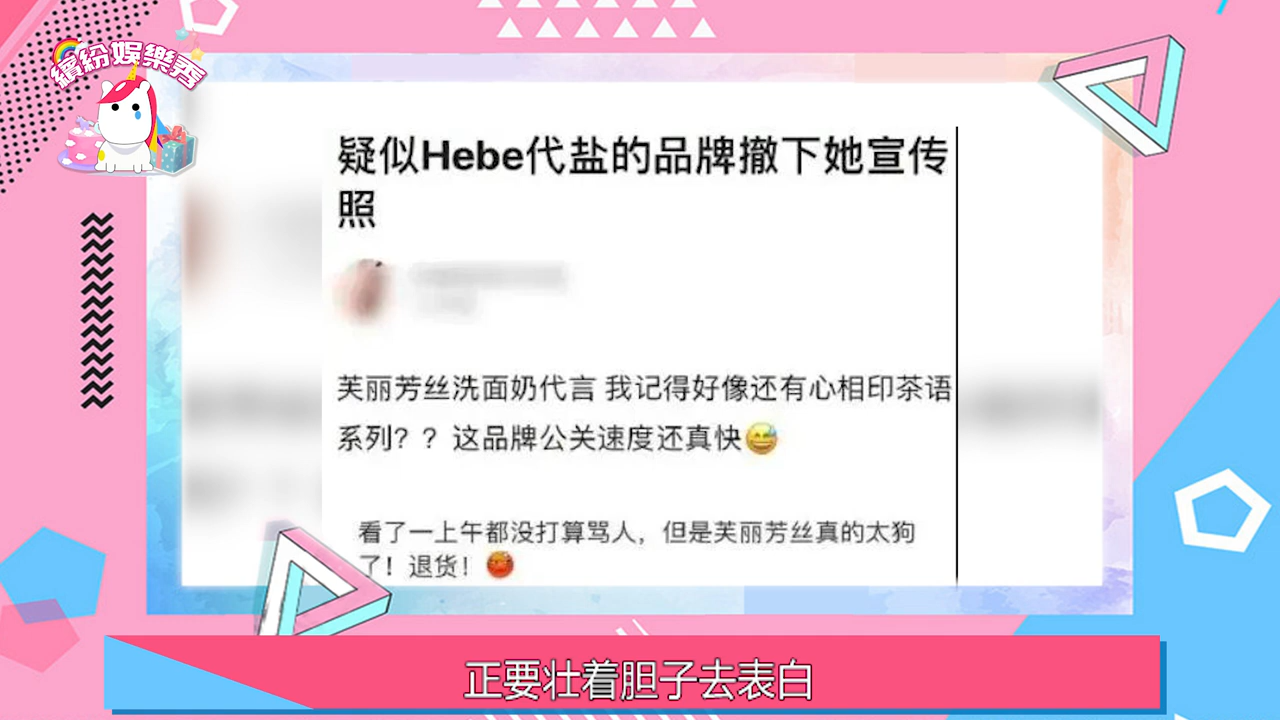 繽紛娛樂秀
疑似Hebe代盐的品牌撤下她宣传
照
芙丽芳丝洗面奶代言 我记得好像还有心相印茶语
系列？？这品牌公关速度还真快😅
看了一上午都没打算骂人，但是芙丽芳丝真的太狗
了！退货！😡
正要壮着胆子去表白